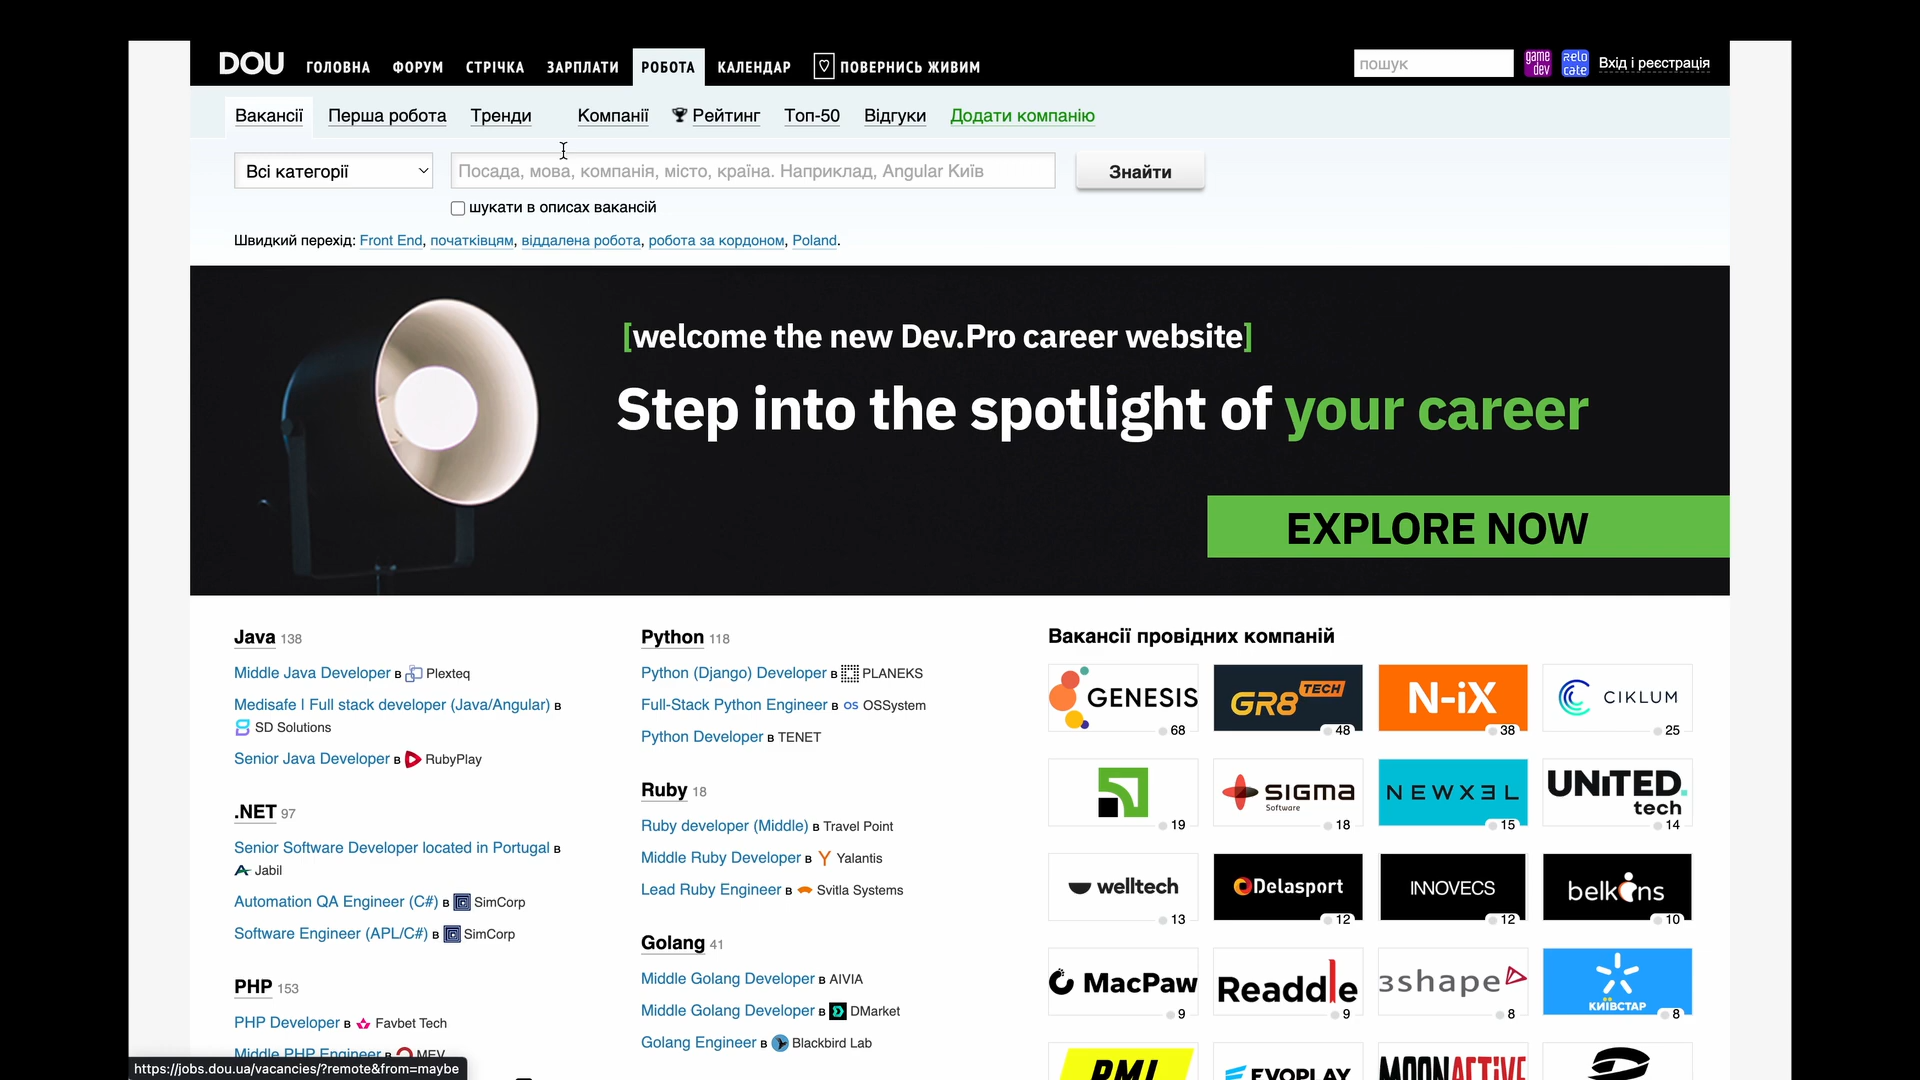 DOU ГОЛОВНА ФОРУМ СТРІЧКА ЗАРПЛАТИ РОБОТА КАЛЕНДАР ПОВЕРНИСЬ ЖИВИМ пошук game dev relo cate Вхід і реєстрація
Вакансії Перша робота Тренди Компанії Рейтинг Топ-50 Відгуки Додати компанію
Всі категорії Посада, мова, компанія, місто, країна. Наприклад, Angular Київ Знайти
шукати в описах вакансій
Швидкий перехід: Front End, початківцям, віддалена робота, робота за кордоном, Poland.
[welcome the new Dev.Pro career website]
Step into the spotlight of your career
EXPLORE NOW
Java 138
Middle Java Developer в Plexteq
Medisafe | Full stack developer (Java/Angular) в
SD Solutions
Senior Java Developer в RubyPlay
.NET 97
Senior Software Developer located in Portugal в
Jabil
Automation QA Engineer (C#) в SimCorp
Software Engineer (APL/C#) в SimCorp
PHP 153
PHP Developer в Favbet Tech
Middle PHP Engineer в MEV
https://jobs.dou.ua/vacancies/?remote&from=maybe
Python 118
Python (Django) Developer в PLANEKS
Full-Stack Python Engineer в OS OSSystem
Python Developer в TENET
Ruby 18
Ruby developer (Middle) в Travel Point
Middle Ruby Developer в Yalantis
Lead Ruby Engineer в Svitla Systems
Golang 41
Middle Golang Developer в AIVIA
Middle Golang Developer в DMarket
Golang Engineer в Blackbird Lab
Вакансії провідних компаній
GENESIS GR8 TECH N-iX CIKLUM
68 48 38 25
SIGMA Software NEWXEL UNITED. tech
19 18 15 14
welltech Delasport INNOVECS belkins
13 12 12 10
MacPaw Readdle 3shape КИЇВСТАР
9 9 8 8
EVOPLAY MOONACTIVE